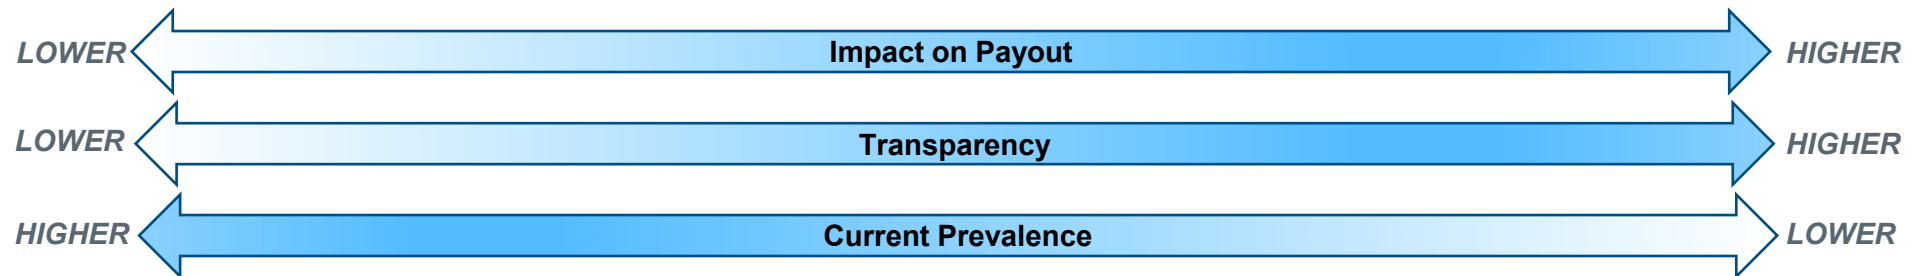 LOWER Impact on Payout HIGHER
LOWER Transparency HIGHER
HIGHER Current Prevalence LOWER